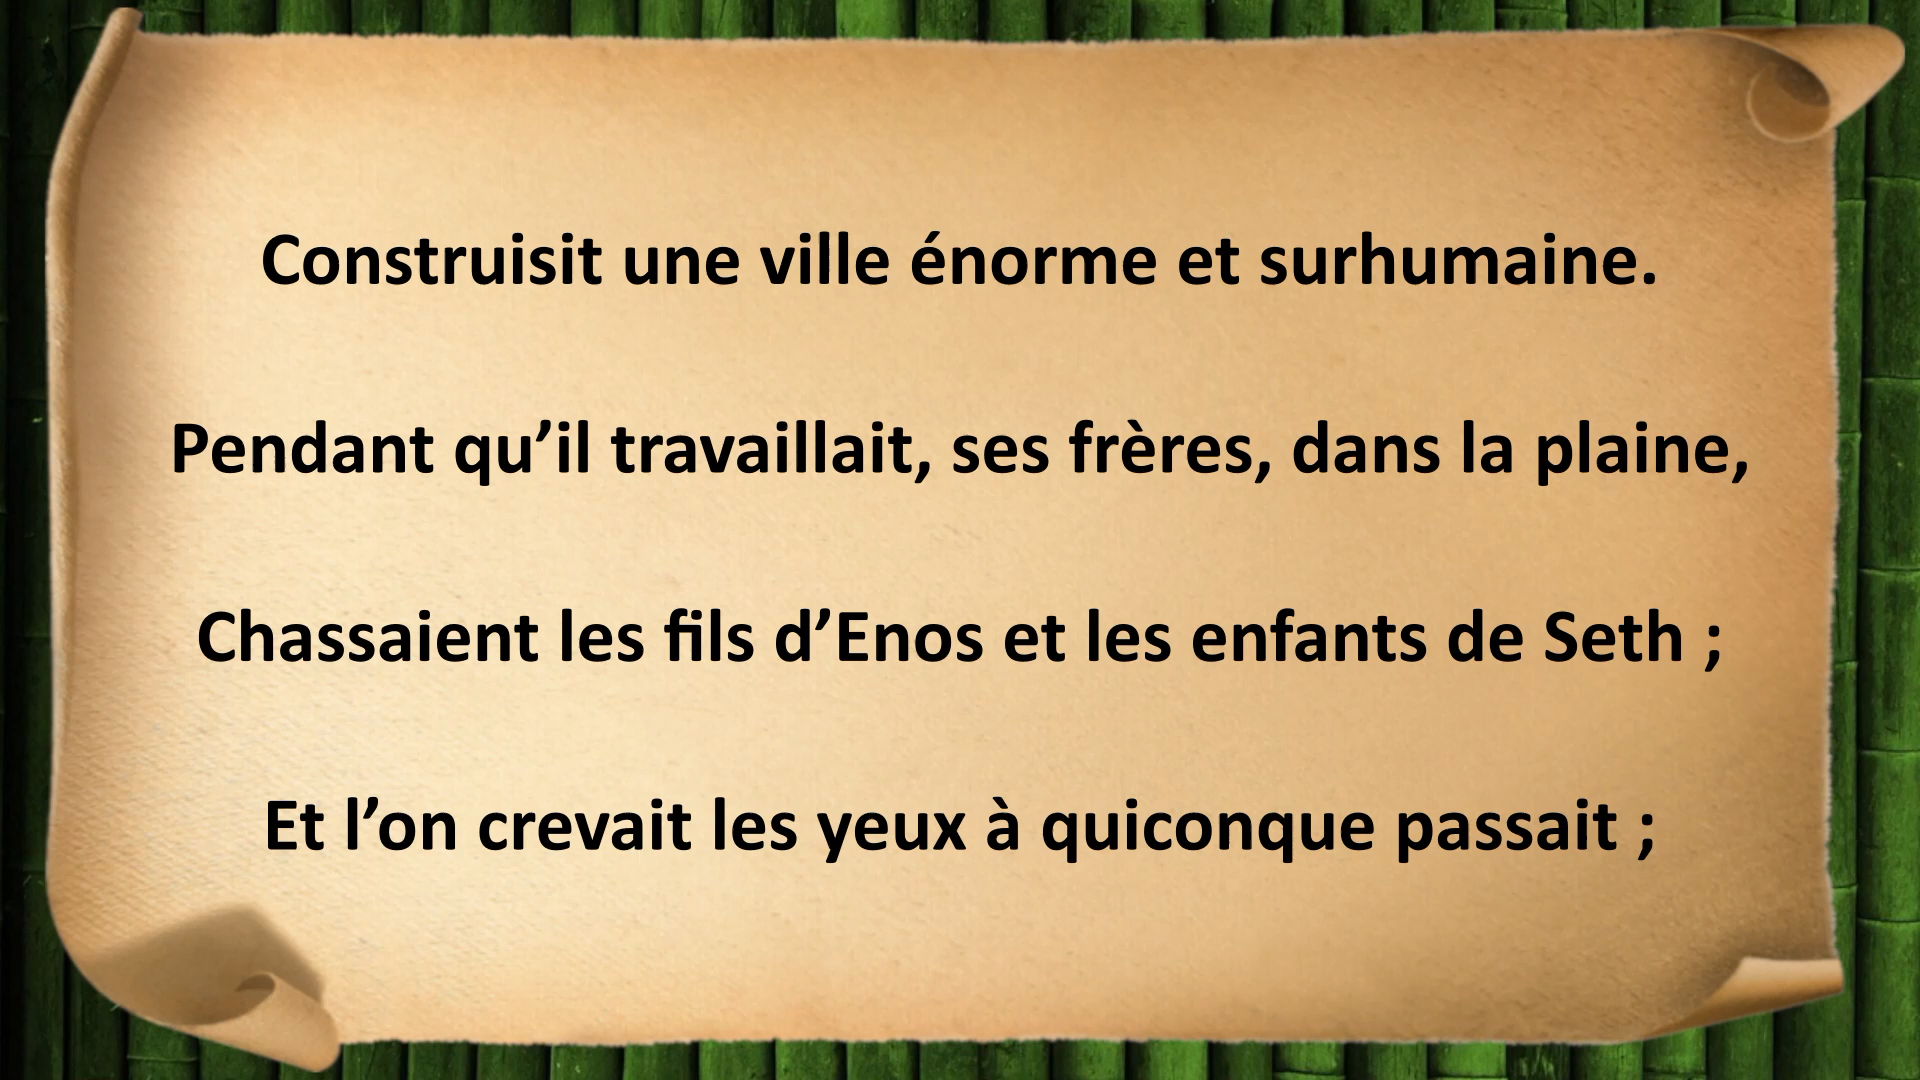 Construisit une ville énorme et surhumaine.
Pendant qu’il travaillait, ses frères, dans la plaine,
Chassaient les fils d’Enos et les enfants de Seth ;
Et l’on crevait les yeux à quiconque passait ;